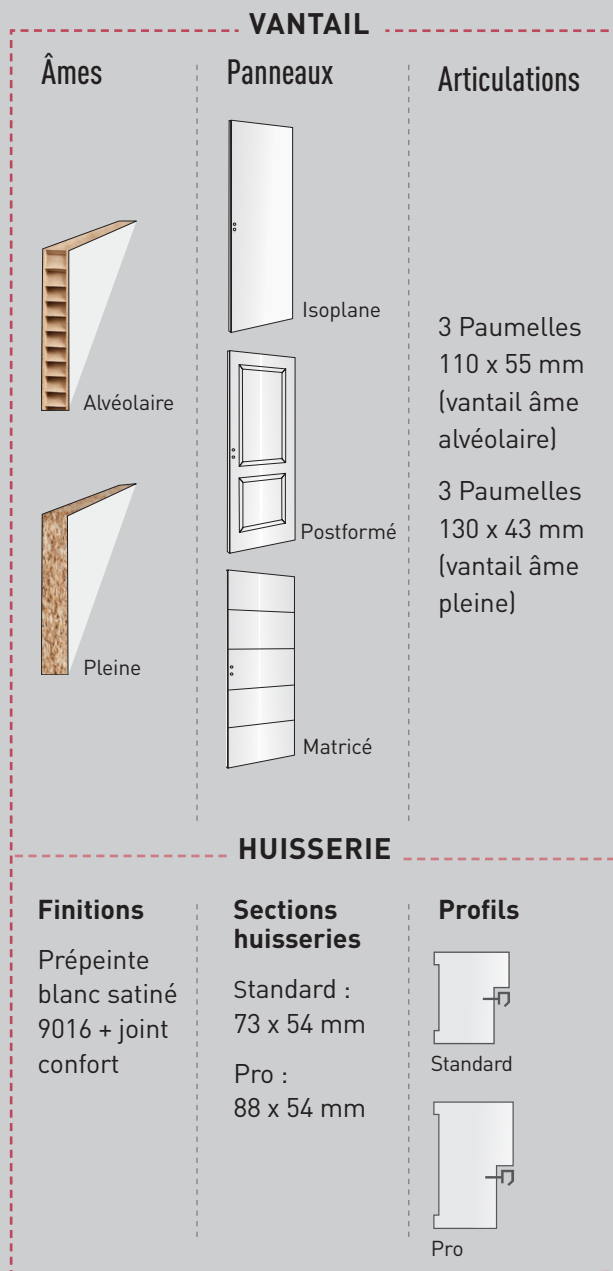 VANTAIL
Âmes
Alvéolaire
Pleine
Panneaux
Isoplane
Postformé
Matricé
Articulations
3 Paumelles
110 x 55 mm
(vantail âme
alvéolaire)
3 Paumelles
130 x 43 mm
(vantail âme
pleine)
HUISSERIE
Finitions
Prépeinte
blanc satiné
9016 + joint
confort
Sections
huisseries
Standard :
73 x 54 mm
Pro :
88 x 54 mm
Profils
Standard
Pro